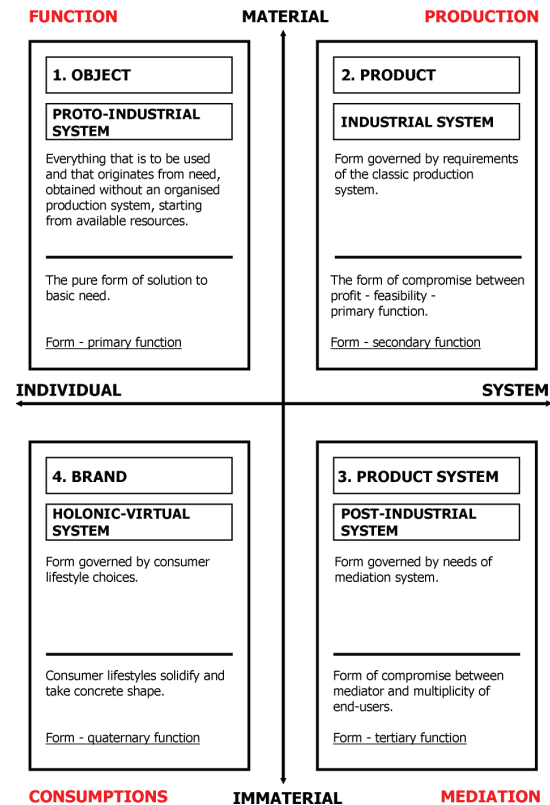 FUNCTION
MATERIAL
PRODUCTION
1. OBJECT
PROTO-INDUSTRIAL
SYSTEM
Everything that is to be used
and that originates from need,
obtained without an organised
production system, starting
from available resources.
The pure form of solution to
basic need.
Form - primary function
2. PRODUCT
INDUSTRIAL SYSTEM
Form governed by requirements
of the classic production
system.
The form of compromise between
profit - feasibility -
primary function.
Form - secondary function
INDIVIDUAL
SYSTEM
4. BRAND
HOLONIC-VIRTUAL
SYSTEM
Form governed by consumer
lifestyle choices.
Consumer lifestyles solidify and
take concrete shape.
Form - quaternary function
3. PRODUCT SYSTEM
POST-INDUSTRIAL
SYSTEM
Form governed by needs of
mediation system.
Form of compromise between
mediator and multiplicity of
end-users.
Form - tertiary function
CONSUMPTIONS
IMMATERIAL
MEDIATION